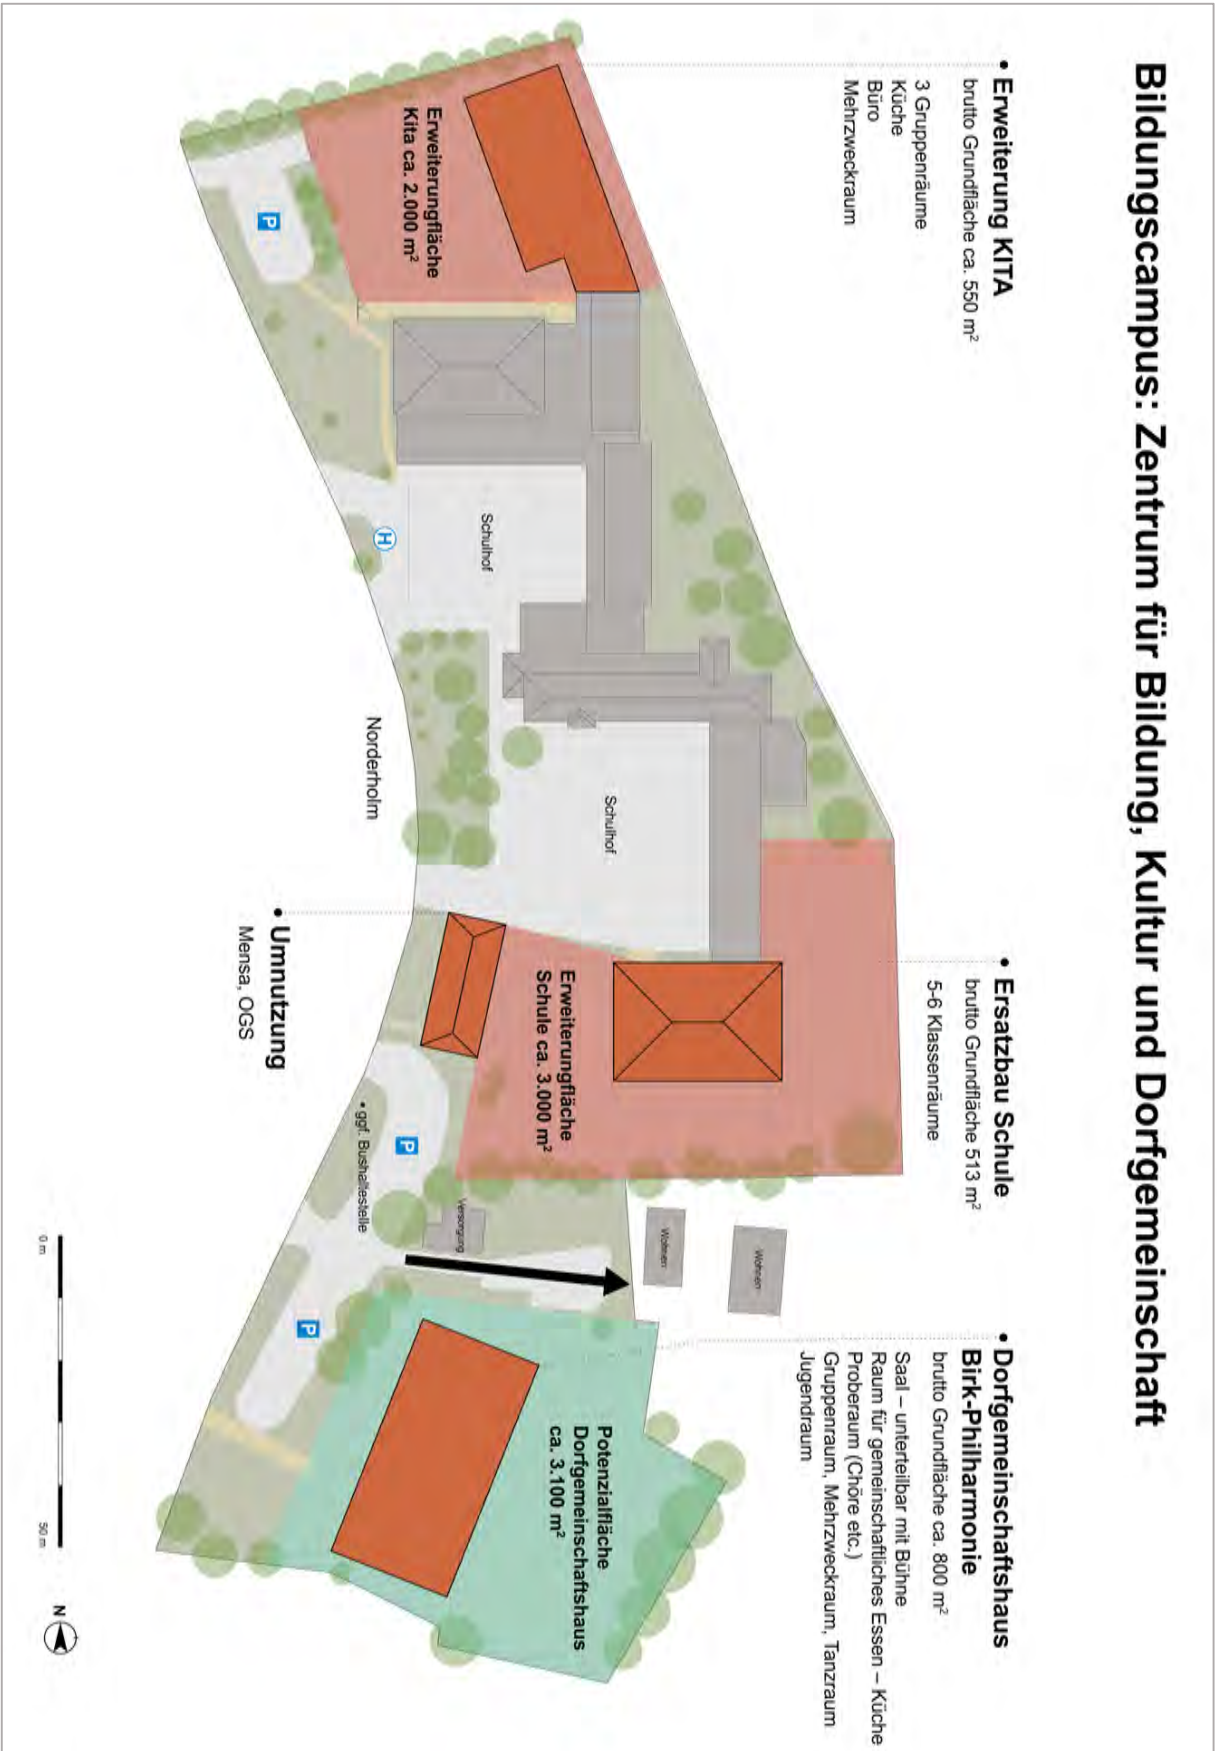 Bildungscampus: Zentrum für Bildung, Kultur und Dorfgemeinschaft
• Erweiterung KITA
brutto Grundfläche ca. 550 m²
3 Gruppenräume
Küche
Büro
Mehrzweckraum
• Ersatzbau Schule
brutto Grundfläche 513 m²
5-6 Klassenräume
• Dorfgemeinschaftshaus
Birk-Philharmonie
brutto Grundfläche ca. 800 m²
Saal – unterteilbar mit Bühne
Raum für gemeinschaftliches Essen – Küche
Proberaum (Chöre etc.)
Gruppenraum, Mehrzweckraum, Tanzraum
Jugendraum
Wohnen
Wohnen
Erweiterungfläche
Kita ca. 2.000 m²
P
Schulhof
H
Schulhof
Norderholm
Erweiterungfläche
Schule ca. 3.000 m²
• Umnutzung
Mensa, OGS
Versorgung
P
• ggf. Bushaltestelle
P
Potenzialfläche
Dorfgemeinschaftshaus
ca. 3.100 m²
0 m
50 m
N